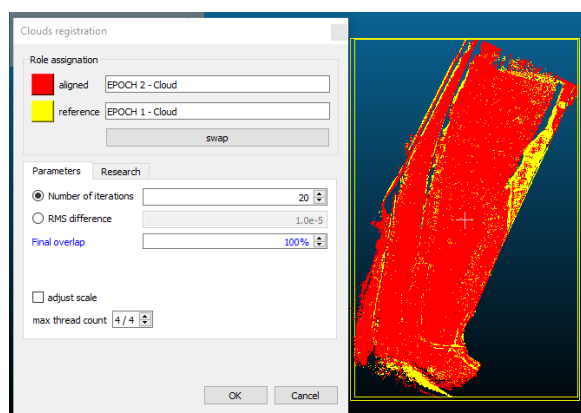 Clouds registration
Role assignation
aligned EPOCH 2 - Cloud
reference EPOCH 1 - Cloud
swap
Parameters Research
Number of iterations 20
RMS difference 1.0e-5
Final overlap 100%
adjust scale
max thread count 4 / 4
OK Cancel